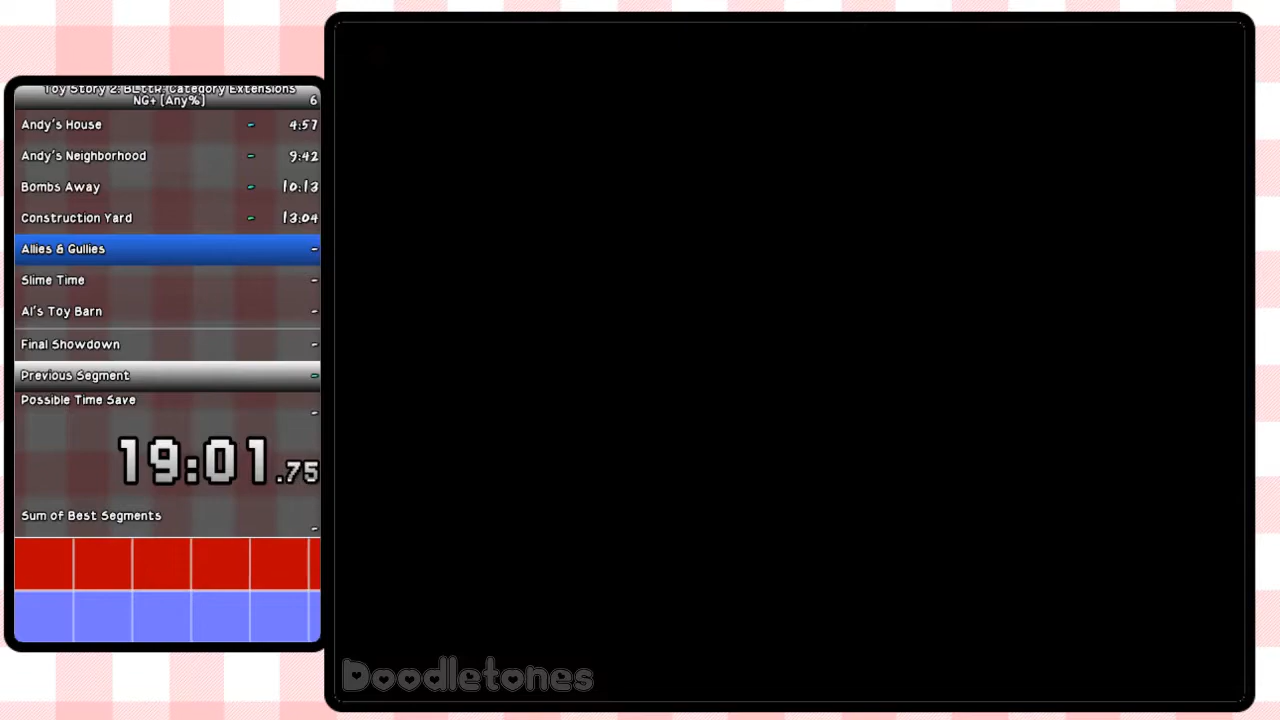 Toy Story 2: BLttR: Category Extensions
NG+ [Any%] 6
Andy's House - 4:57
Andy's Neighborhood - 9:42
Bombs Away - 10:13
Construction Yard - 13:04
Allies & Gullies -
Slime Time -
Al's Toy Barn -
Final Showdown -
Previous Segment -
Possible Time Save
-
19:01.75
Sum of Best Segments
-
Doodletones